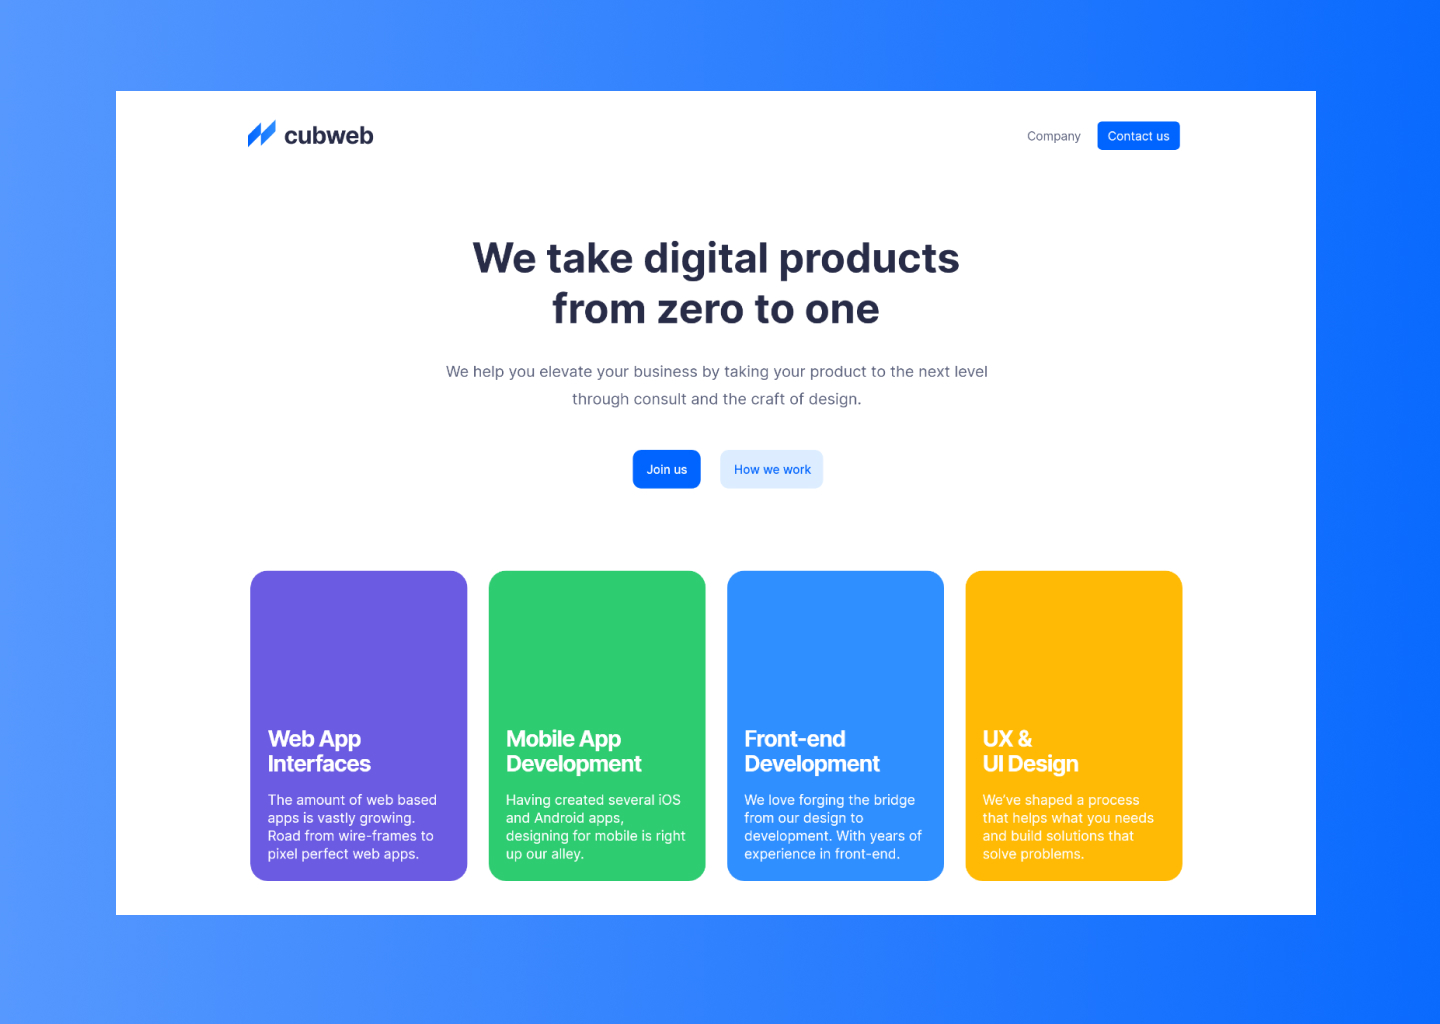 cubweb
Company
Contact us
We take digital products
from zero to one
We help you elevate your business by taking your product to the next level
through consult and the craft of design.
Join us
How we work
Web App
Interfaces
The amount of web based
apps is vastly growing.
Road from wire-frames to
pixel perfect web apps.
Mobile App
Development
Having created several iOS
and Android apps,
designing for mobile is right
up our alley.
Front-end
Development
We love forging the bridge
from our design to
development. With years of
experience in front-end.
UX &
UI Design
We’ve shaped a process
that helps what you needs
and build solutions that
solve problems.